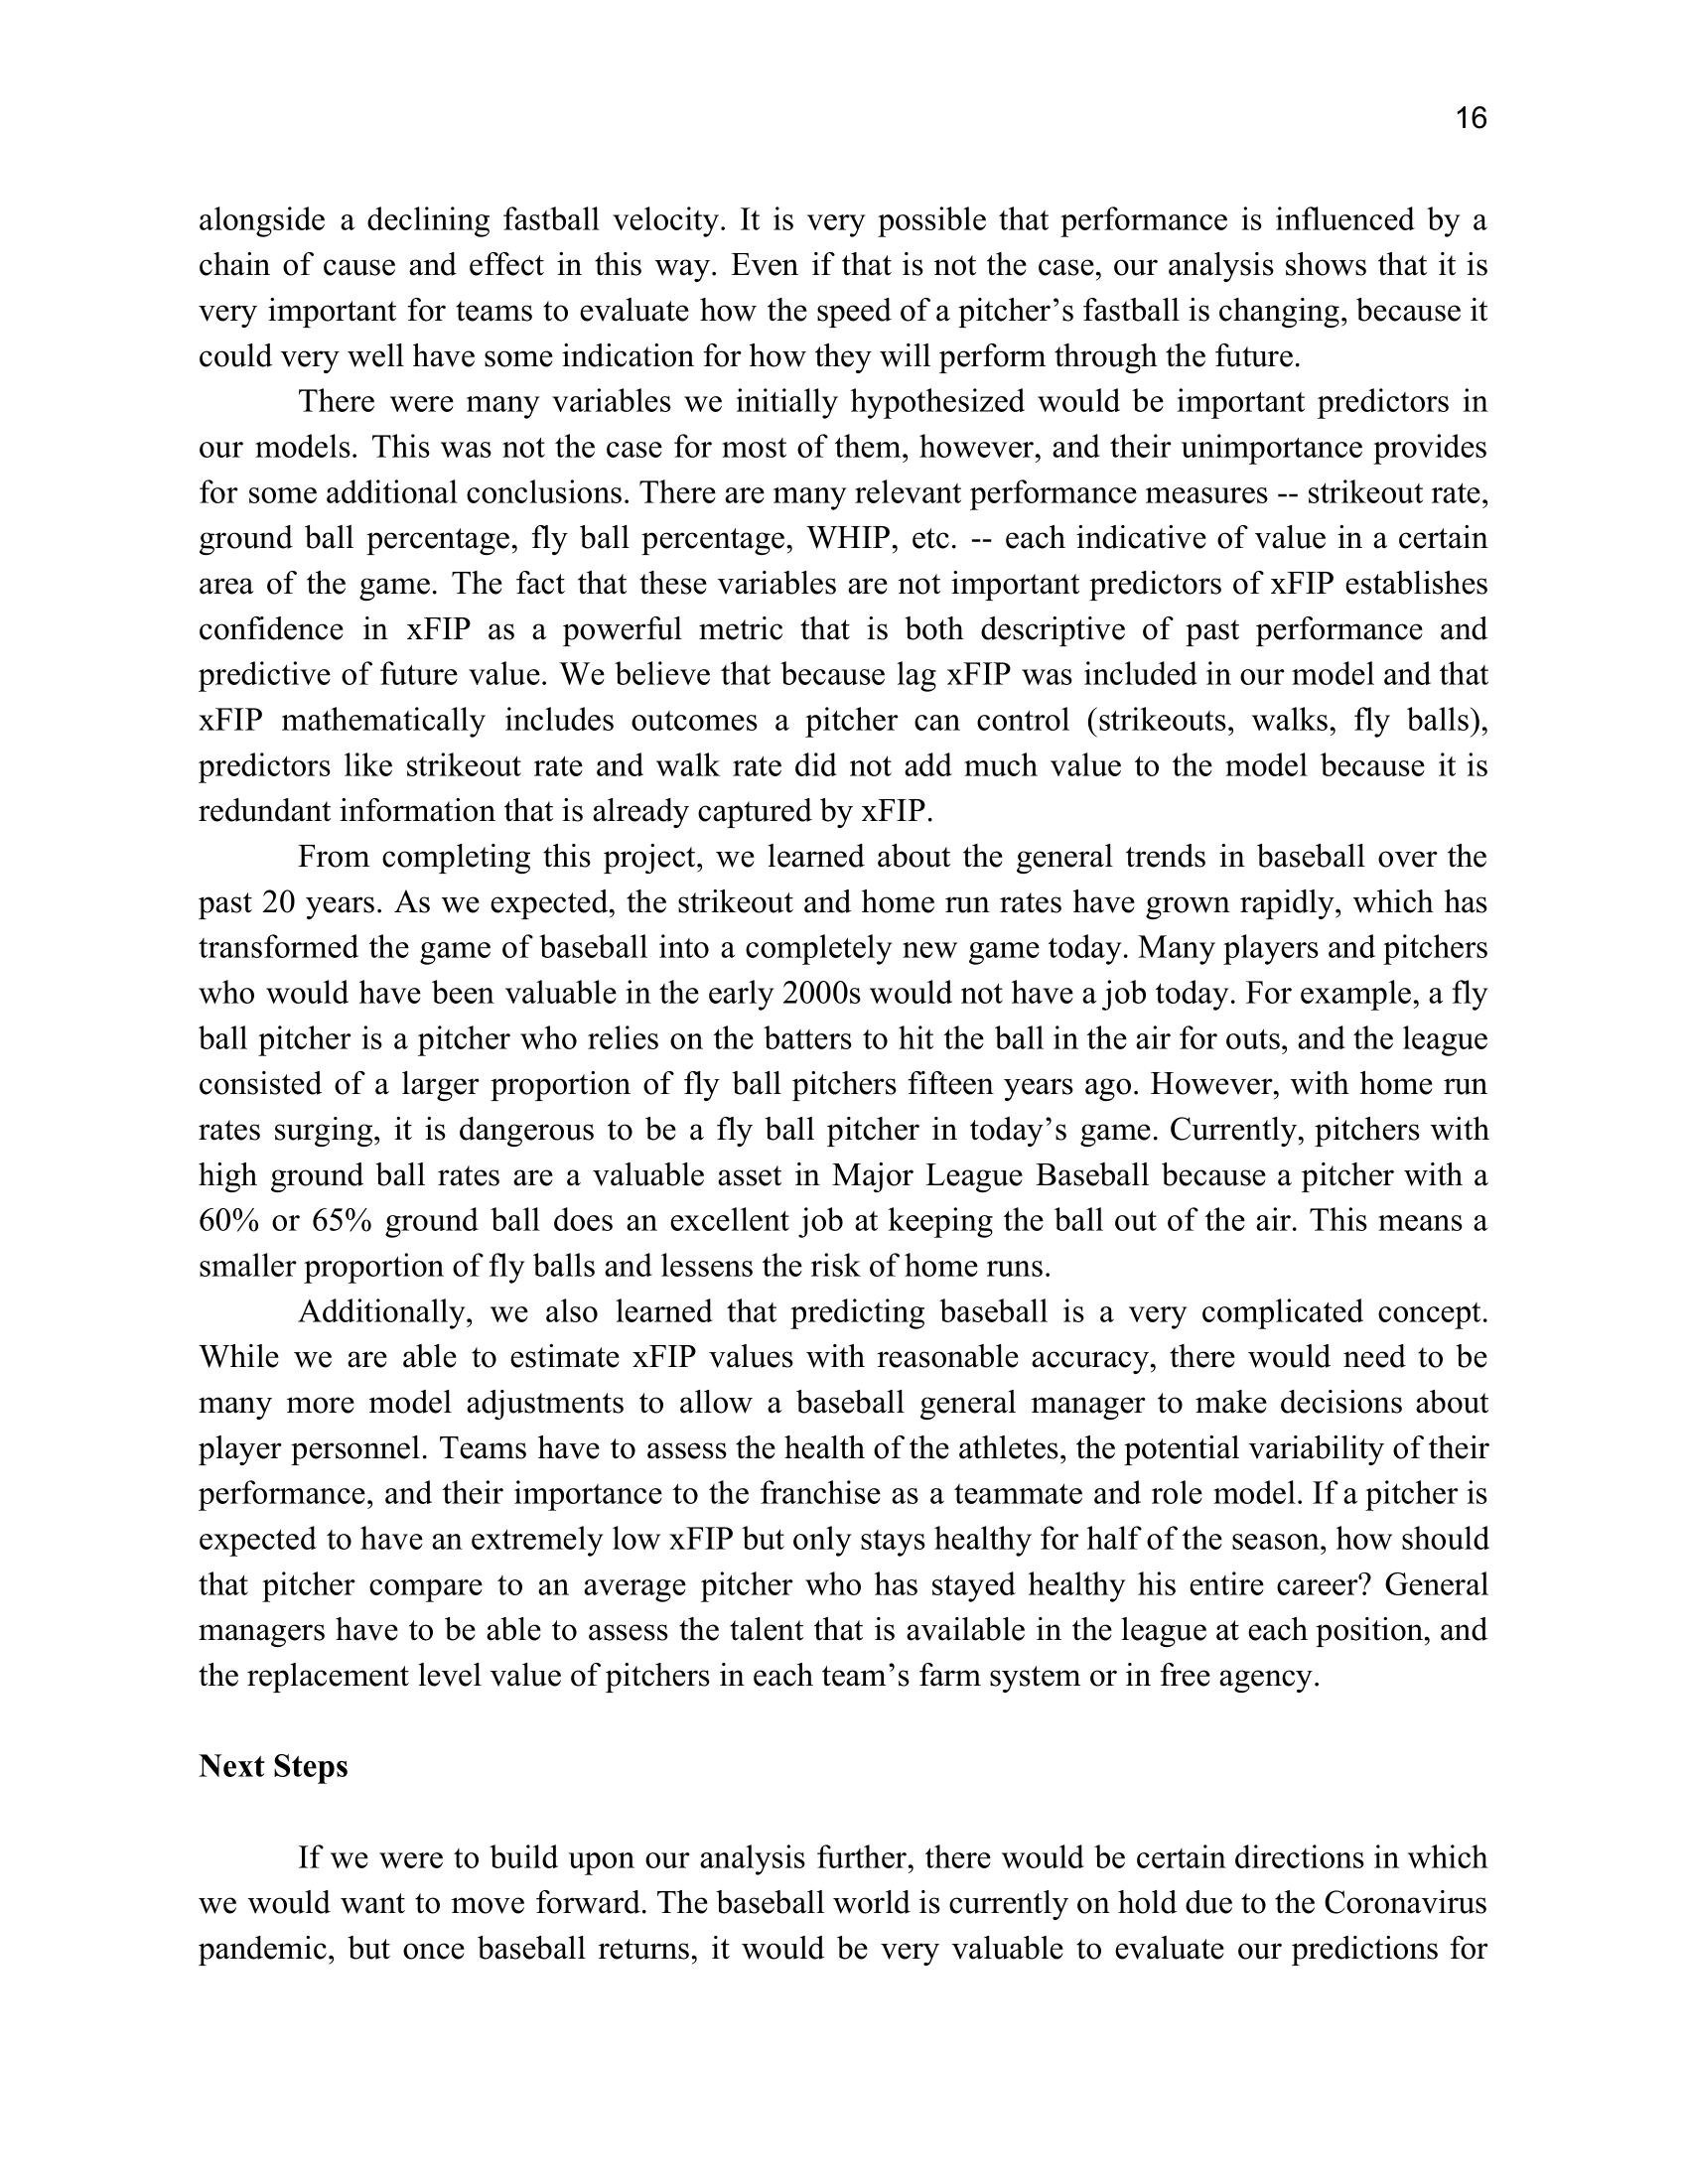 16
alongside a declining fastball velocity. It is very possible that performance is influenced by a
chain of cause and effect in this way. Even if that is not the case, our analysis shows that it is
very important for teams to evaluate how the speed of a pitcher’s fastball is changing, because it
could very well have some indication for how they will perform through the future.
There were many variables we initially hypothesized would be important predictors in
our models. This was not the case for most of them, however, and their unimportance provides
for some additional conclusions. There are many relevant performance measures -- strikeout rate,
ground ball percentage, fly ball percentage, WHIP, etc. -- each indicative of value in a certain
area of the game. The fact that these variables are not important predictors of xFIP establishes
confidence in xFIP as a powerful metric that is both descriptive of past performance and
predictive of future value. We believe that because lag xFIP was included in our model and that
xFIP mathematically includes outcomes a pitcher can control (strikeouts, walks, fly balls),
predictors like strikeout rate and walk rate did not add much value to the model because it is
redundant information that is already captured by xFIP.
From completing this project, we learned about the general trends in baseball over the
past 20 years. As we expected, the strikeout and home run rates have grown rapidly, which has
transformed the game of baseball into a completely new game today. Many players and pitchers
who would have been valuable in the early 2000s would not have a job today. For example, a fly
ball pitcher is a pitcher who relies on the batters to hit the ball in the air for outs, and the league
consisted of a larger proportion of fly ball pitchers fifteen years ago. However, with home run
rates surging, it is dangerous to be a fly ball pitcher in today’s game. Currently, pitchers with
high ground ball rates are a valuable asset in Major League Baseball because a pitcher with a
60% or 65% ground ball does an excellent job at keeping the ball out of the air. This means a
smaller proportion of fly balls and lessens the risk of home runs.
Additionally, we also learned that predicting baseball is a very complicated concept.
While we are able to estimate xFIP values with reasonable accuracy, there would need to be
many more model adjustments to allow a baseball general manager to make decisions about
player personnel. Teams have to assess the health of the athletes, the potential variability of their
performance, and their importance to the franchise as a teammate and role model. If a pitcher is
expected to have an extremely low xFIP but only stays healthy for half of the season, how should
that pitcher compare to an average pitcher who has stayed healthy his entire career? General
managers have to be able to assess the talent that is available in the league at each position, and
the replacement level value of pitchers in each team’s farm system or in free agency.
Next Steps
If we were to build upon our analysis further, there would be certain directions in which
we would want to move forward. The baseball world is currently on hold due to the Coronavirus
pandemic, but once baseball returns, it would be very valuable to evaluate our predictions for